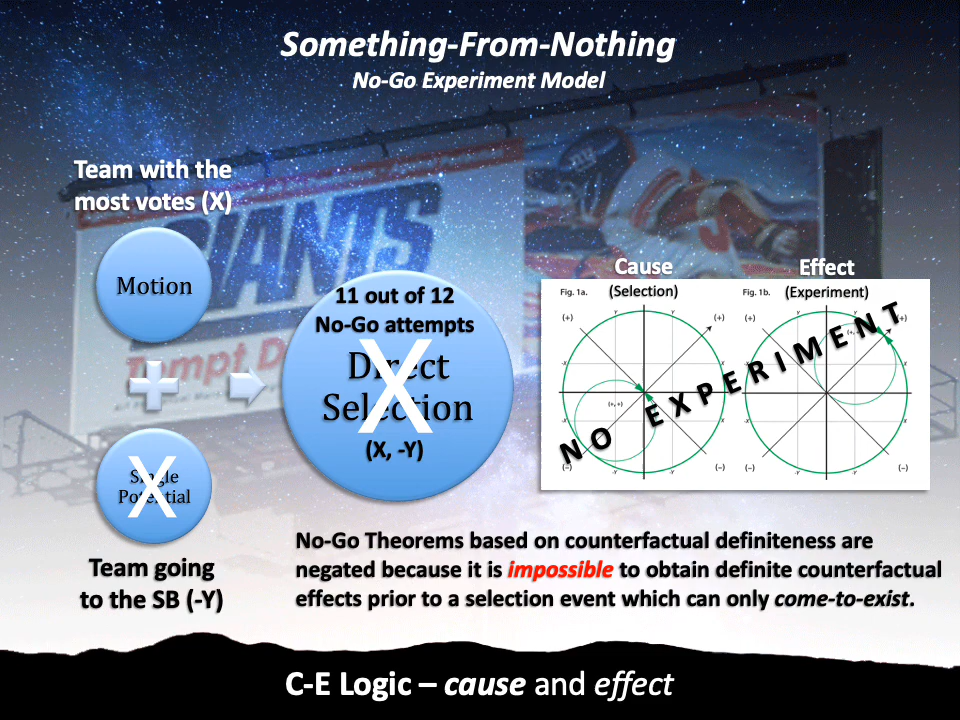 Something-From-Nothing
No-Go Experiment Model
Team with the
most votes (X)
GIANTS
Motion
Single
Potential
X
Team going
to the SB (-Y)
11 out of 12
No-Go attempts
Direct
Selection
X
(X, -Y)
Cause
(Selection)
Effect
(Experiment)
Fig. 1a.
Fig. 1b.
(+)
(+)
(+)
(+)
(-)
(-)
(-)
(-)
Y
Y
-X
X
-X
X
-Y
-Y
(+, +)
NO EXPERIMENT
No-Go Theorems based on counterfactual definiteness are
negated because it is impossible to obtain definite counterfactual
effects prior to a selection event which can only come-to-exist.
C-E Logic – cause and effect